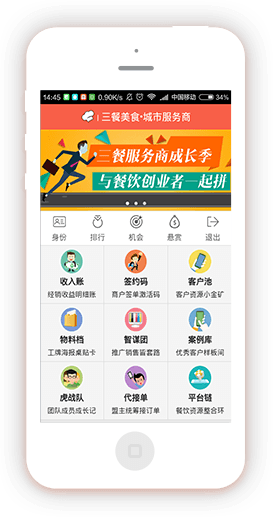 14:45 0.90K/s 中国移动 34%
三餐美食·城市服务商
三餐服务商成长季
与餐饮创业者一起拼
身份 排行 机会 悬赏 退出
收入账 签约码 客户池
经销收益明细账 商户签单激活码 客户资源小金矿
物料档 智谋团 案例库
工牌海报桌贴卡 推广销售皆套路 优秀客户样板间
虎战队 代接单 平台链
团队成员成长记 盟主统筹接订单 餐饮资源整合环